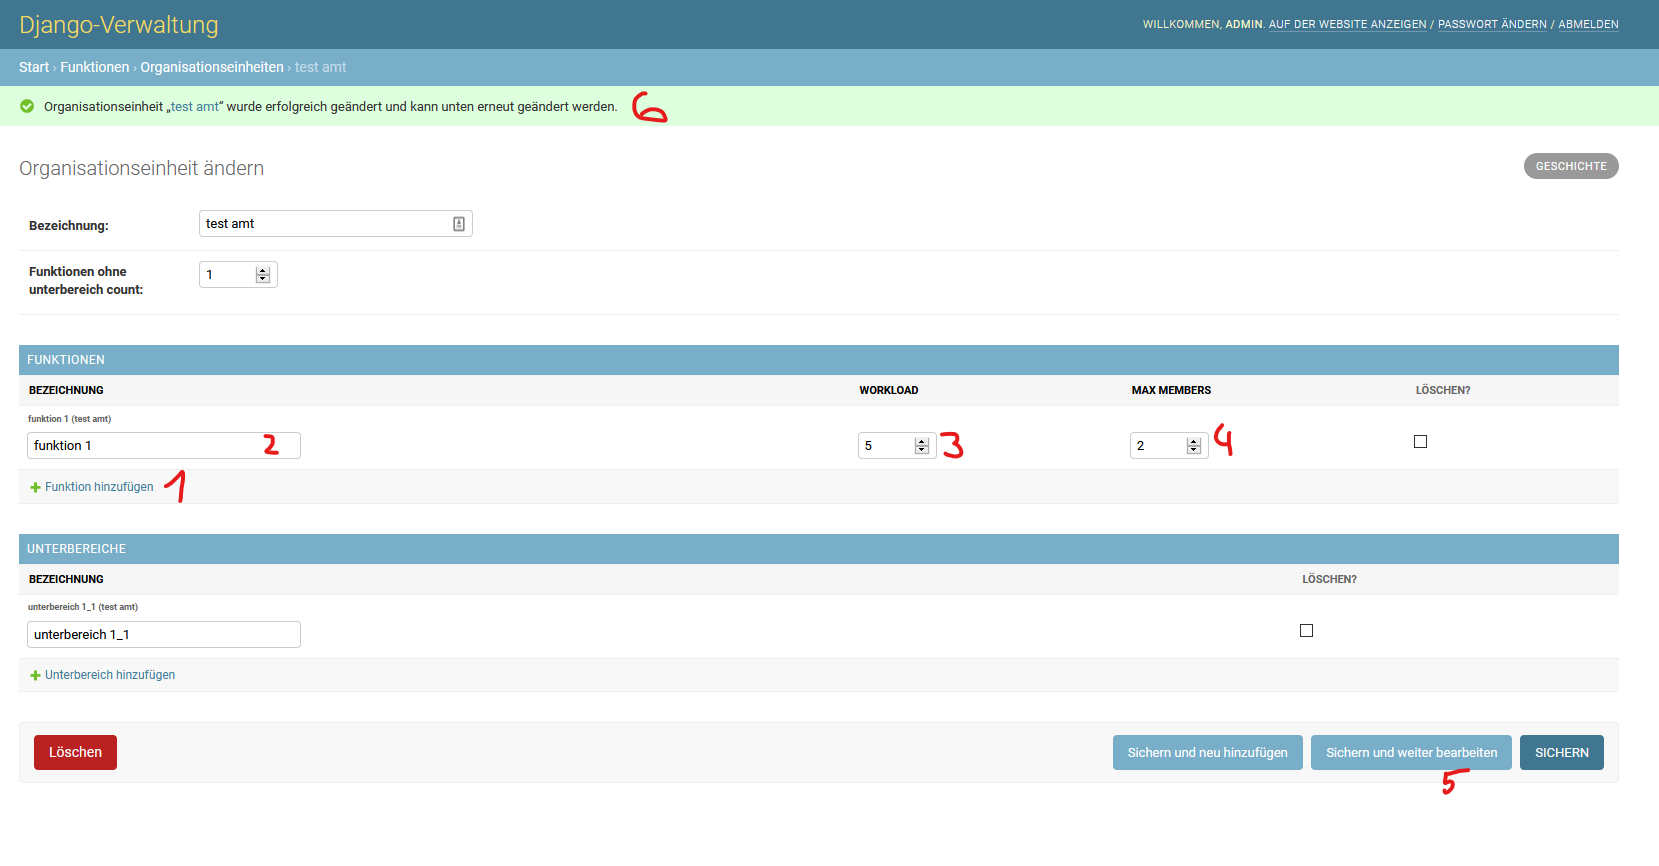 Django-Verwaltung
WILLKOMMEN, ADMIN. AUF DER WEBSITE ANZEIGEN / PASSWORT ÄNDERN / ABMELDEN
Start › Funktionen › Organisationseinheiten › test amt
Organisationseinheit „test amt“ wurde erfolgreich geändert und kann unten erneut geändert werden. 6
Organisationseinheit ändern
GESCHICHTE
Bezeichnung: test amt
Funktionen ohne
unterbereich count: 1
FUNKTIONEN
BEZEICHNUNG WORKLOAD MAX MEMBERS LÖSCHEN?
funktion 1 (test amt)
funktion 1 2 5 3 2 4
Funktion hinzufügen 1
UNTERBEREICHE
BEZEICHNUNG LÖSCHEN?
unterbereich 1_1 (test amt)
unterbereich 1_1
Unterbereich hinzufügen
Löschen Sichern und neu hinzufügen Sichern und weiter bearbeiten SICHERN
5